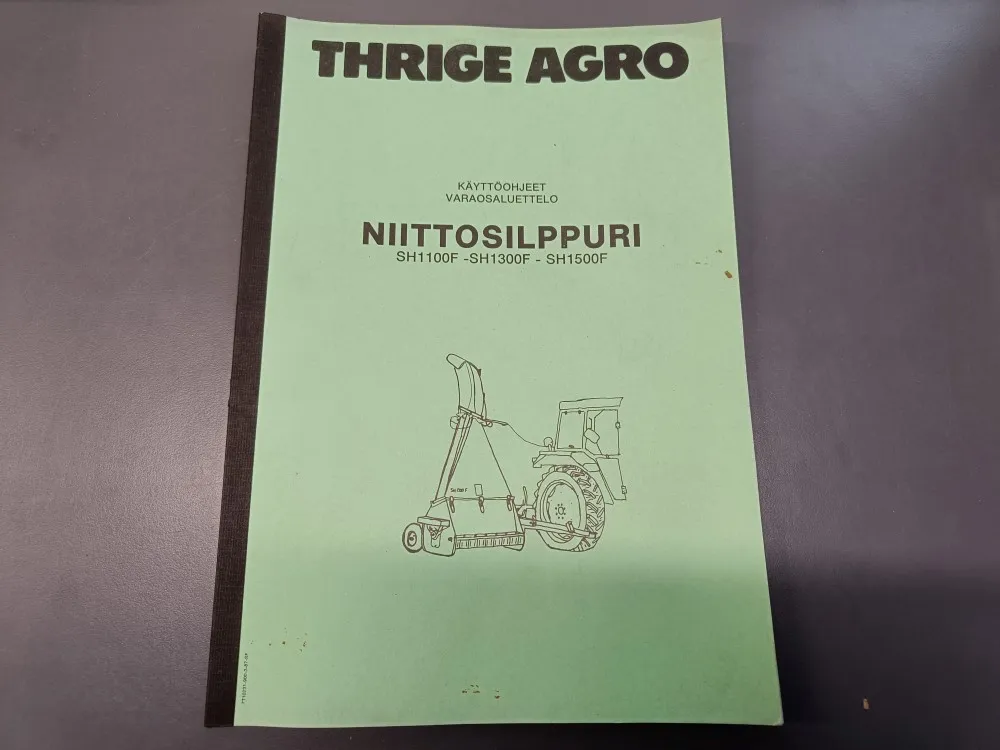 THRIGE AGRO
KÄYTTÖOHJEET
VARAOSALUETTELO
NIITTOSILPPURI
SH1100F -SH1300F - SH1500F